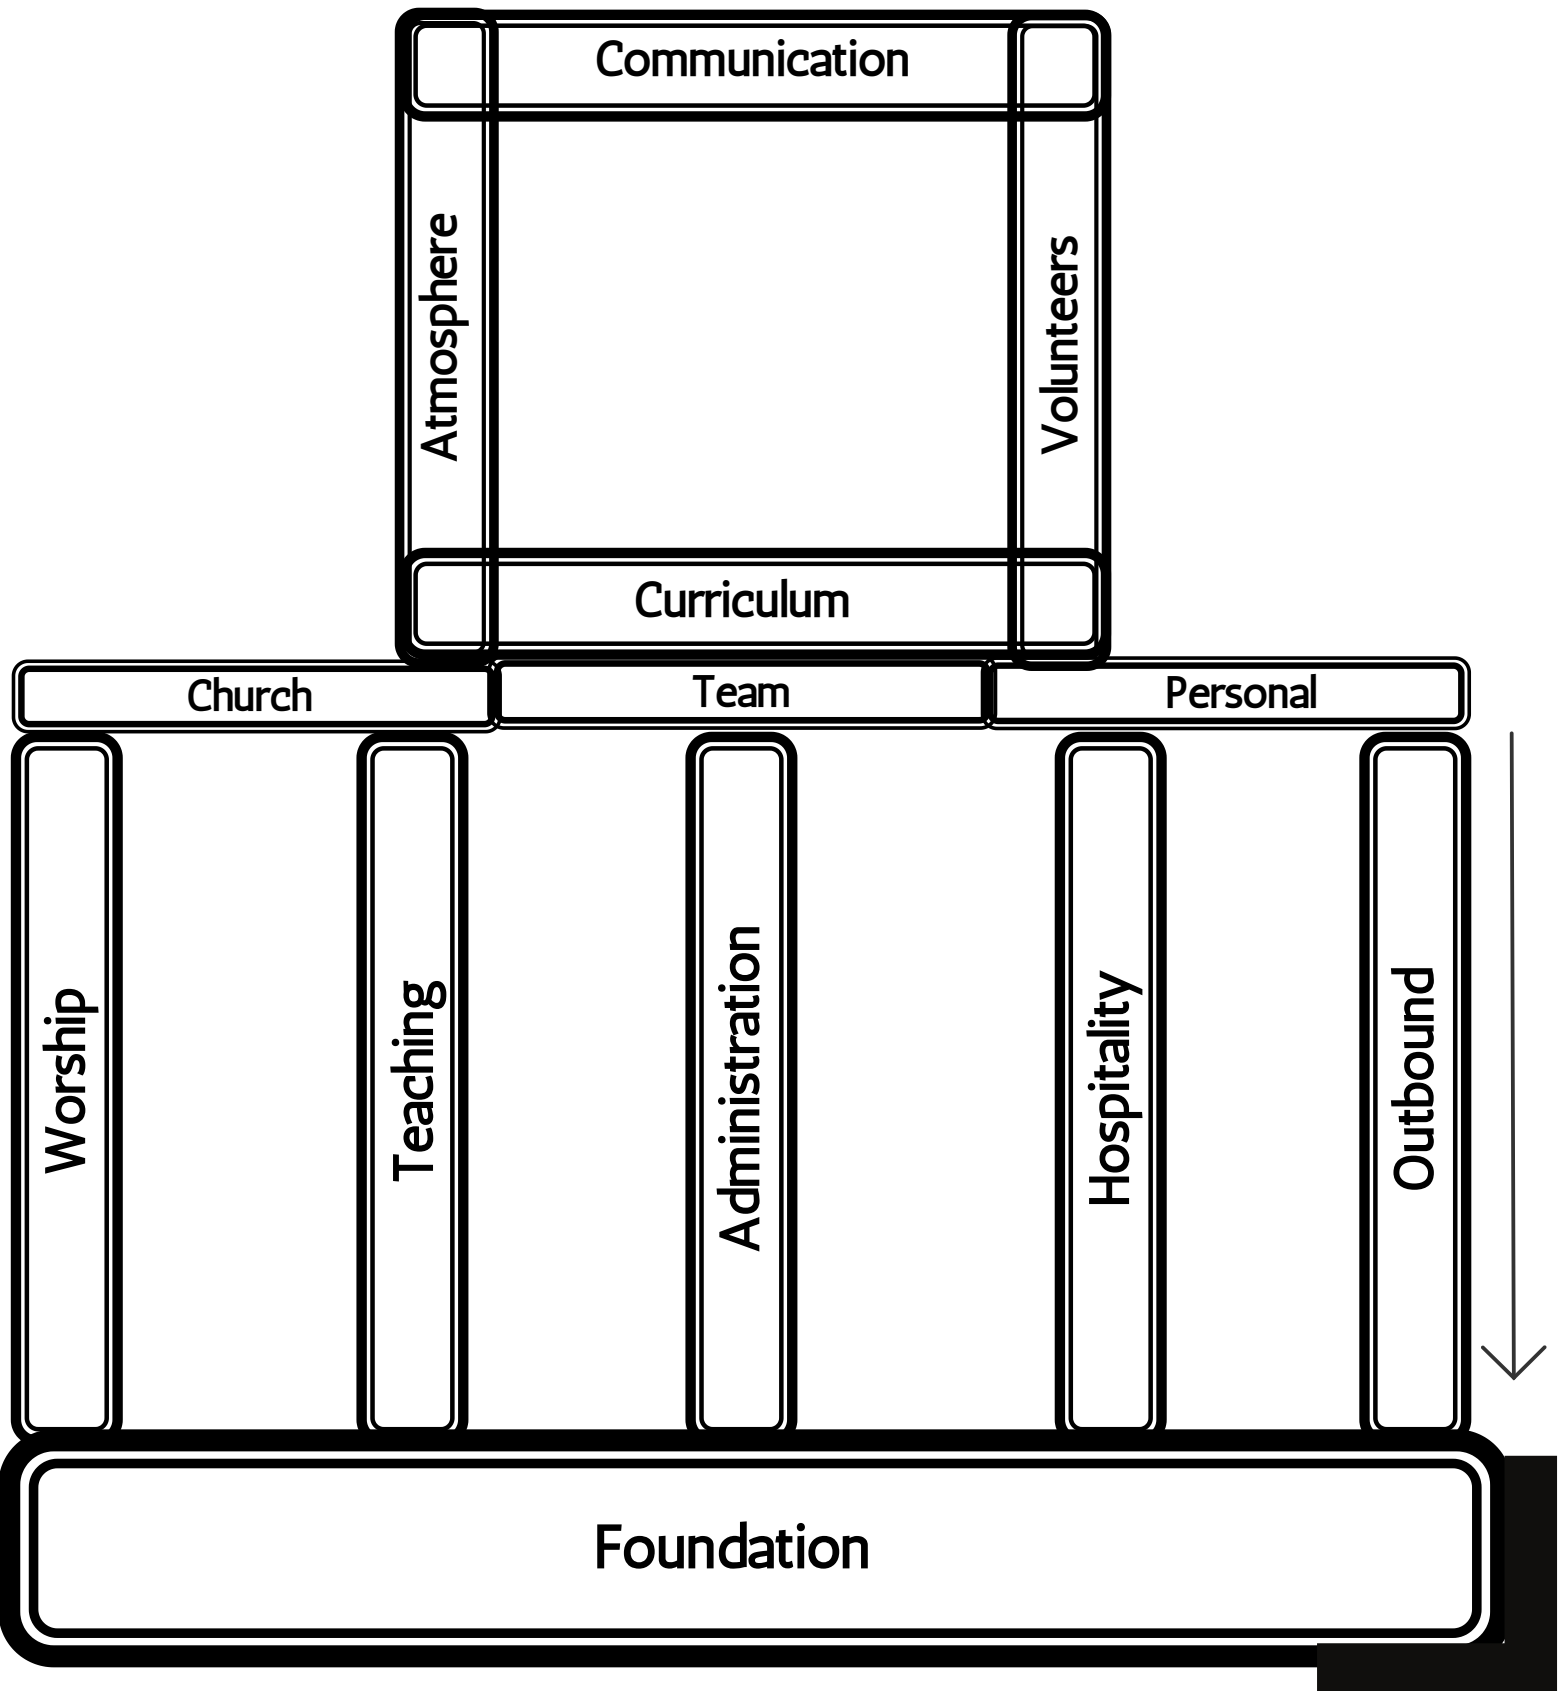 Communication
Atmosphere
Volunteers
Curriculum
Church
Team
Personal
Worship
Teaching
Administration
Hospitality
Outbound
Foundation